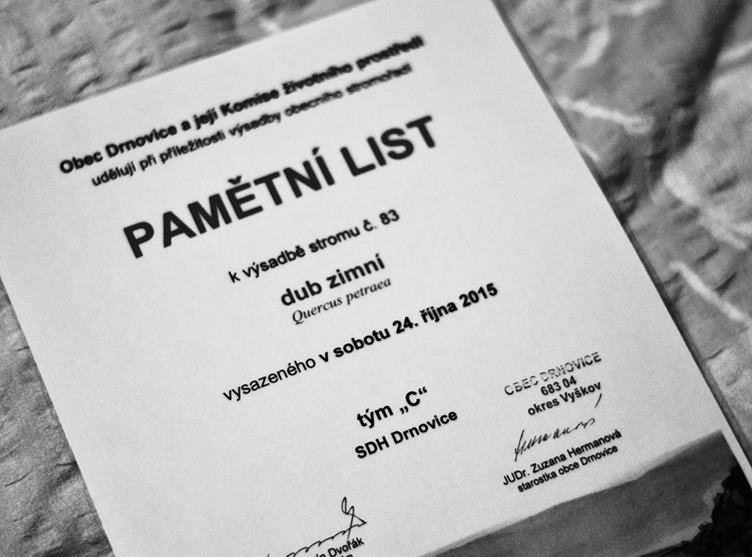 Obec Drnovice a její Komise životního prostředí
udělují při příležitosti výsadby obecního stromořadí
PAMĚTNÍ LIST
k výsadbě stromu č. 83
dub zimní
Quercus petraea
vysazeného v sobotu 24. října 2015
tým „C“
SDH Drnovice
OBEC DRNOVICE
683 04
okres Vyškov
JUDr. Zuzana Hermanová
starostka obce Drnovice
Dvořák